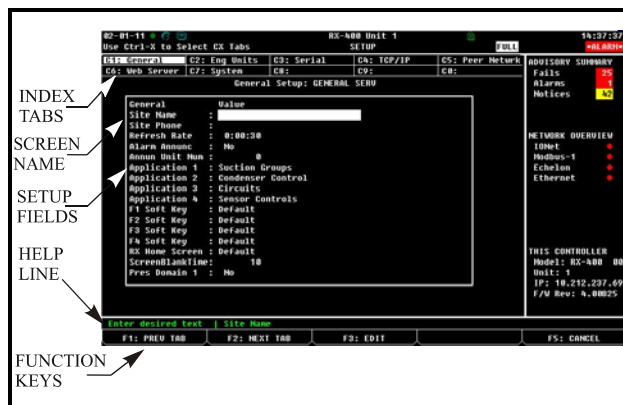 02-01-11 RX-400 Unit 1 14:37:37
Use Ctrl-X to Select CX Tabs SETUP FULL *ALARM*
C1: General C2: Eng Units C3: Serial C4: TCP/IP C5: Peer Netwrk
C6: Web Server C7: System C8: C9: C0:
General Setup: GENERAL SERV
General Value
Site Name :
Site Phone :
Refresh Rate : 0:00:30
Alarm Annunc : No
Annun Unit Num : 0
Application 1 : Suction Groups
Application 2 : Condenser Control
Application 3 : Circuits
Application 4 : Sensor Controls
F1 Soft Key : Default
F2 Soft Key : Default
F3 Soft Key : Default
F4 Soft Key : Default
RX Home Screen : Default
ScreenBlankTime: 10
Pres Domain 1 : No
ADVISORY SUMMARY
Fails 25
Alarms 1
Notices 42
NETWORK OVERVIEW
IONet
Modbus-1
Echelon
Ethernet
THIS CONTROLLER
Model: RX-400 00
Unit: 1
IP: 10.212.237.69
F/W Rev: 4.00B25
Enter desired text | Site Name
F1: PREV TAB F2: NEXT TAB F3: EDIT F5: CANCEL
INDEX
TABS
SCREEN
NAME
SETUP
FIELDS
HELP
LINE
FUNCTION
KEYS